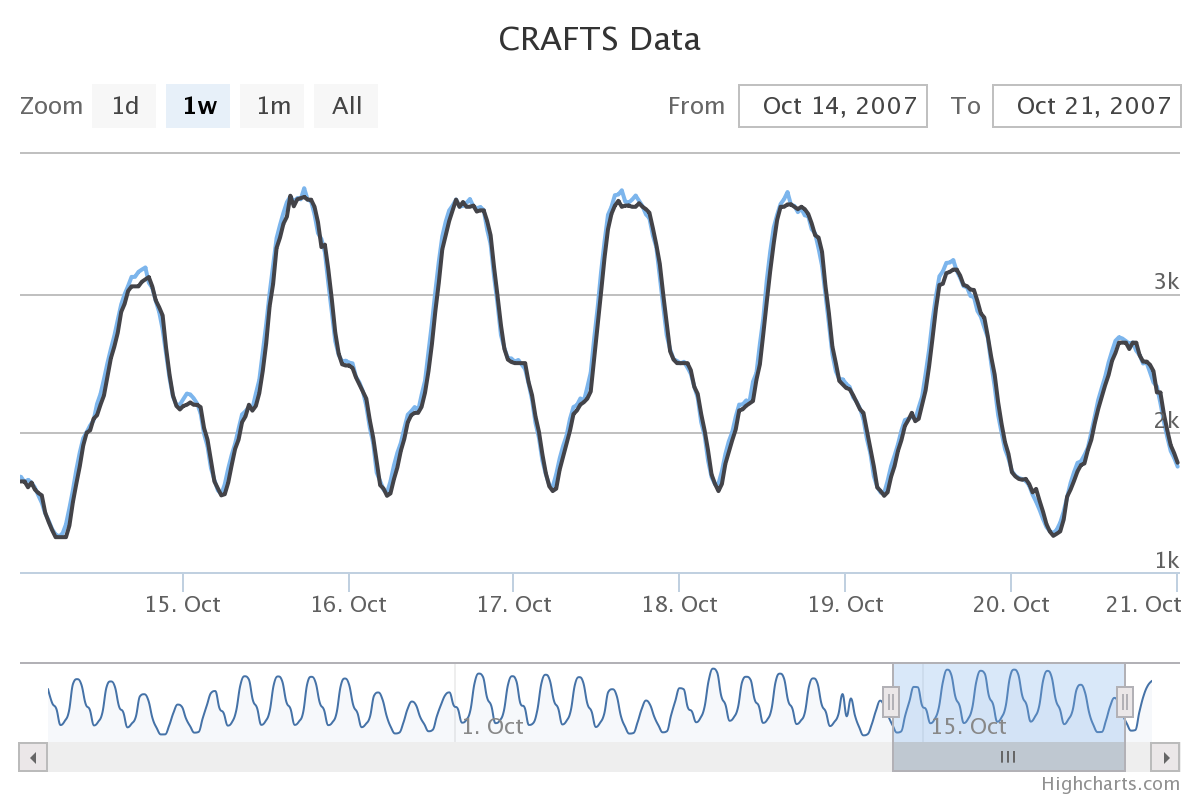 CRAFTS Data
Zoom 1d 1w 1m All From Oct 14, 2007 To Oct 21, 2007
3k
2k
1k
15. Oct 16. Oct 17. Oct 18. Oct 19. Oct 20. Oct 21. Oct
1. Oct 15. Oct
Highcharts.com